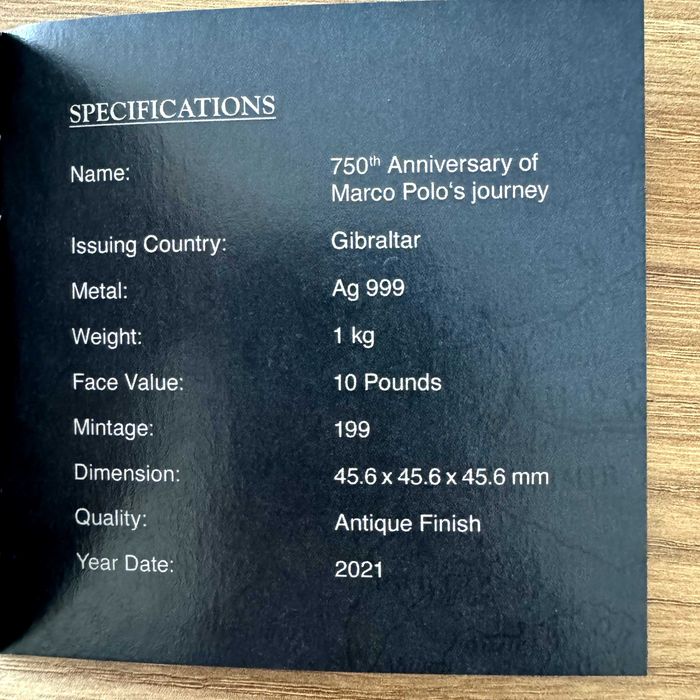 SPECIFICATIONS
Name: 750th Anniversary of
Marco Polo‘s journey
Issuing Country: Gibraltar
Metal: Ag 999
Weight: 1 kg
Face Value: 10 Pounds
Mintage: 199
Dimension: 45.6 x 45.6 x 45.6 mm
Quality: Antique Finish
Year Date: 2021